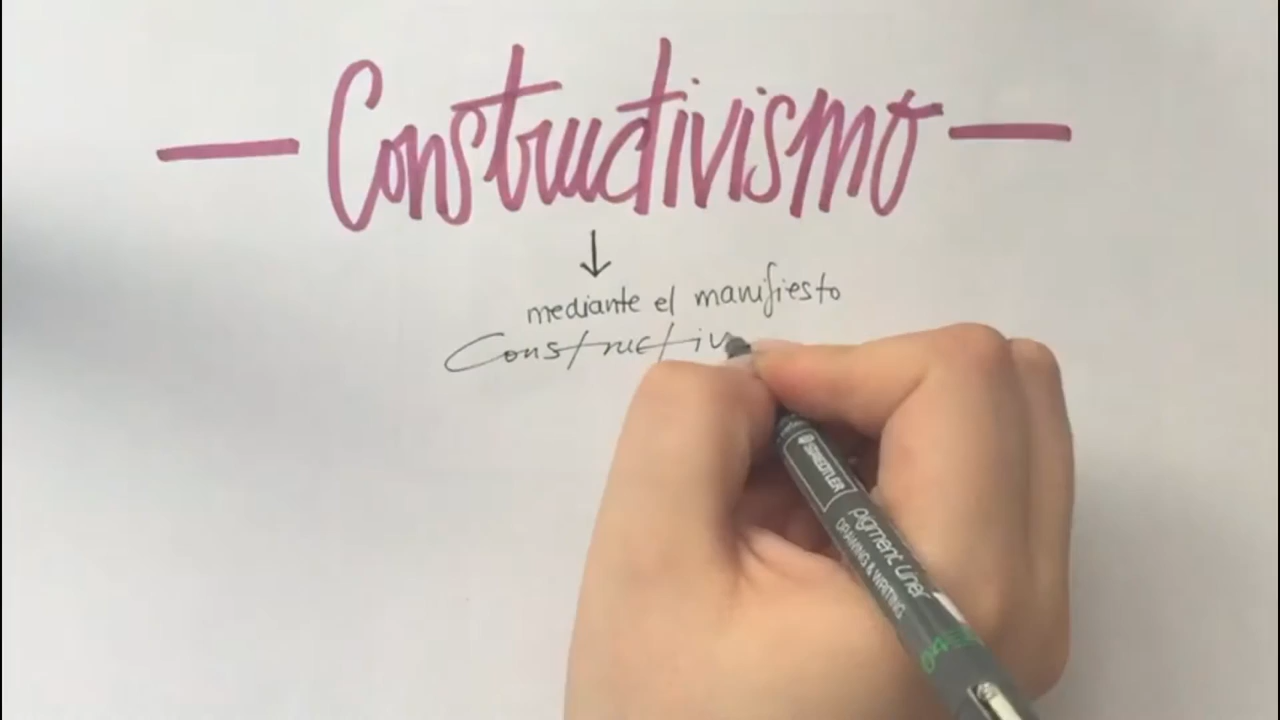 Constructivismo
mediante el manifiesto
Constructiv
STAEDTLER
pigment liner
DRAWING & WRITING